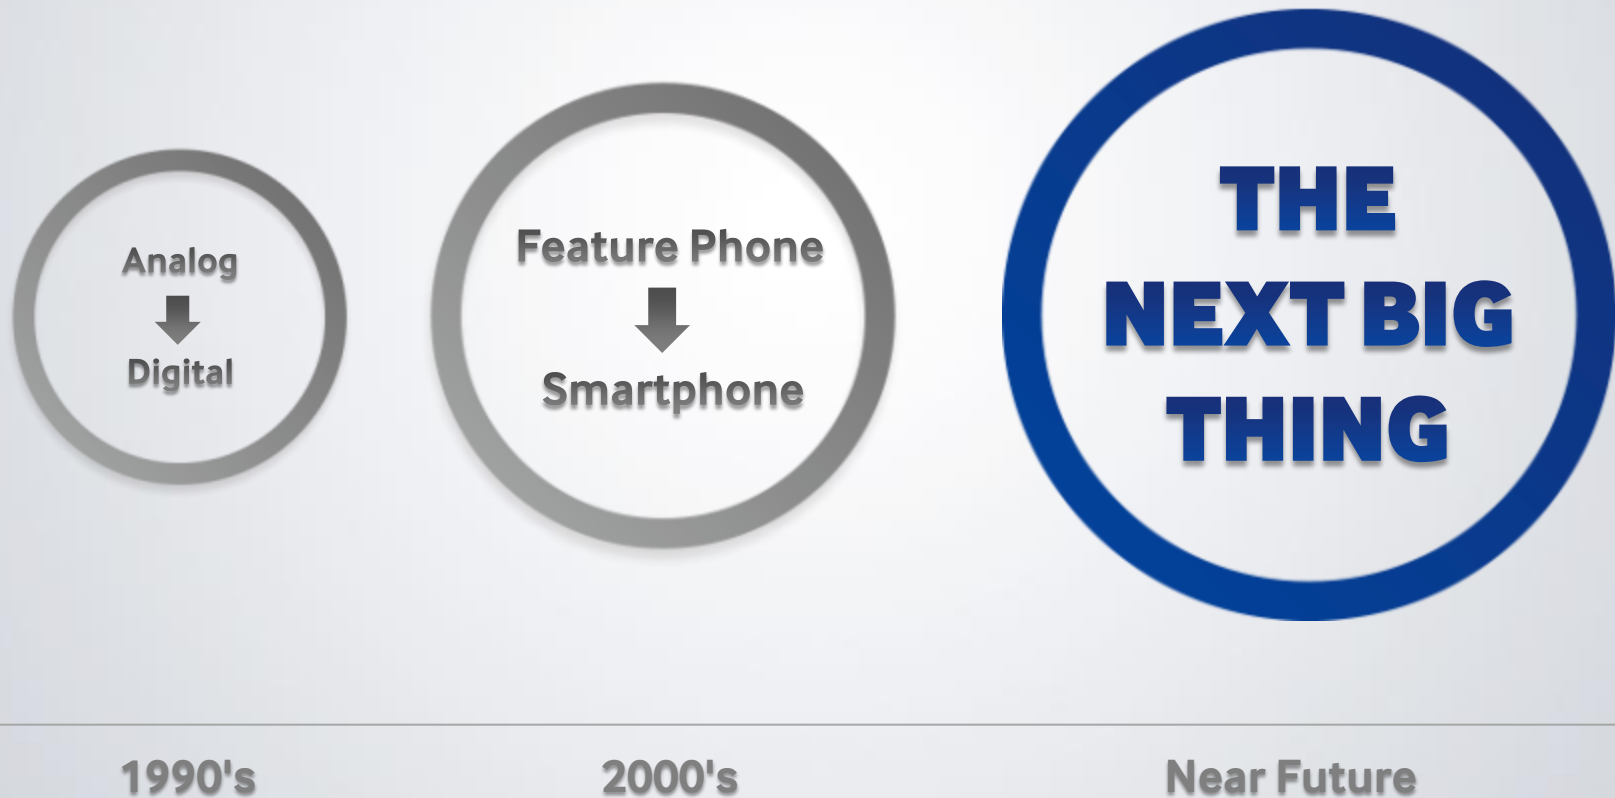 Analog
Digital
Feature Phone
Smartphone
THE
NEXT BIG
THING
1990's
2000's
Near Future